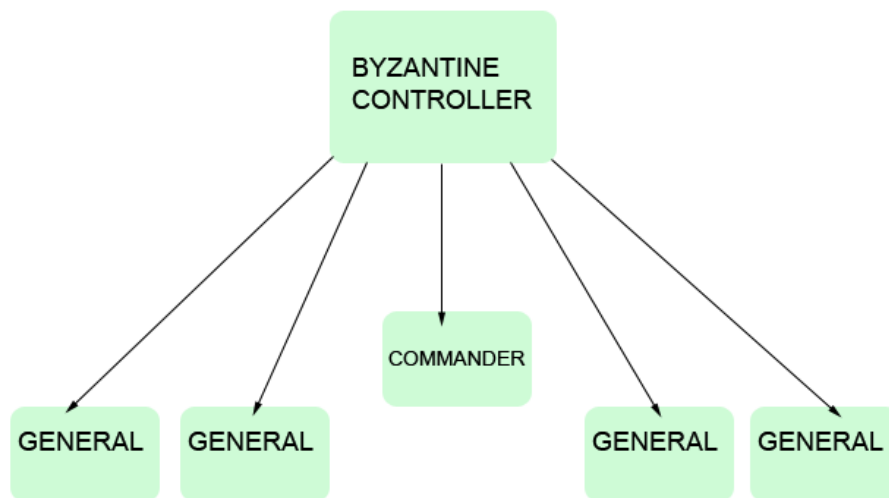 BYZANTINE
CONTROLLER
COMMANDER
GENERAL
GENERAL
GENERAL
GENERAL